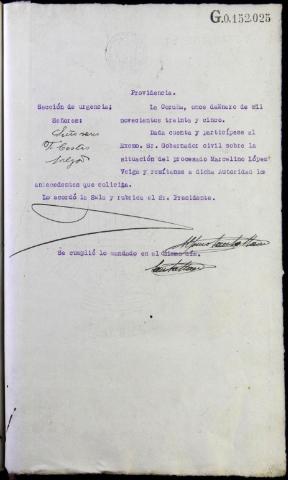 G.0.152.025
Providencia.
Sección de urgencia; La Coruña, once de Enero de mil
Señores: novecientos treinta y cinco.
Dada cuenta y participese al
Excmo. Sr. Gobernador civil sobre la
situación del procesado Marcelino López
Veiga y remitanse a dicha Autoridad los
antecedentes que solicita.
Lo acordó la Sala y rubrica el Sr. Presidente.
Se cumplió lo mandado en el mismo día.